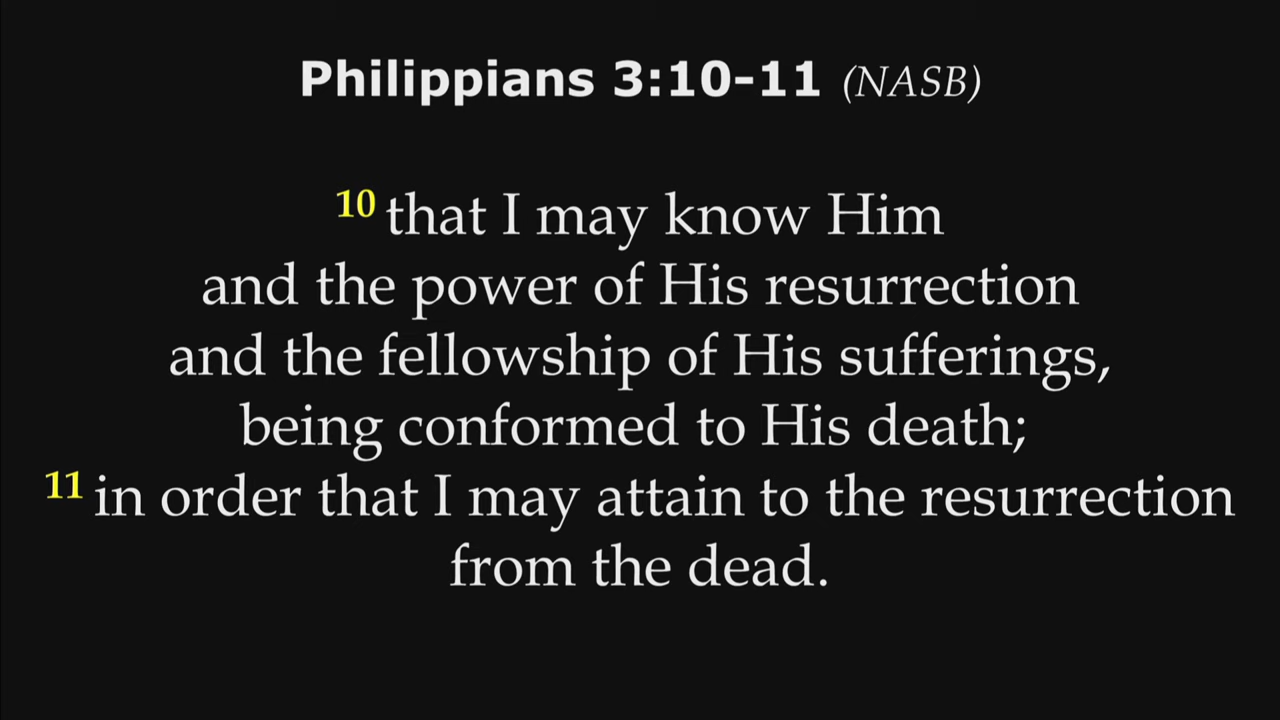 Philippians 3:10-11 (NASB)
10 that I may know Him
and the power of His resurrection
and the fellowship of His sufferings,
being conformed to His death;
11 in order that I may attain to the resurrection
from the dead.